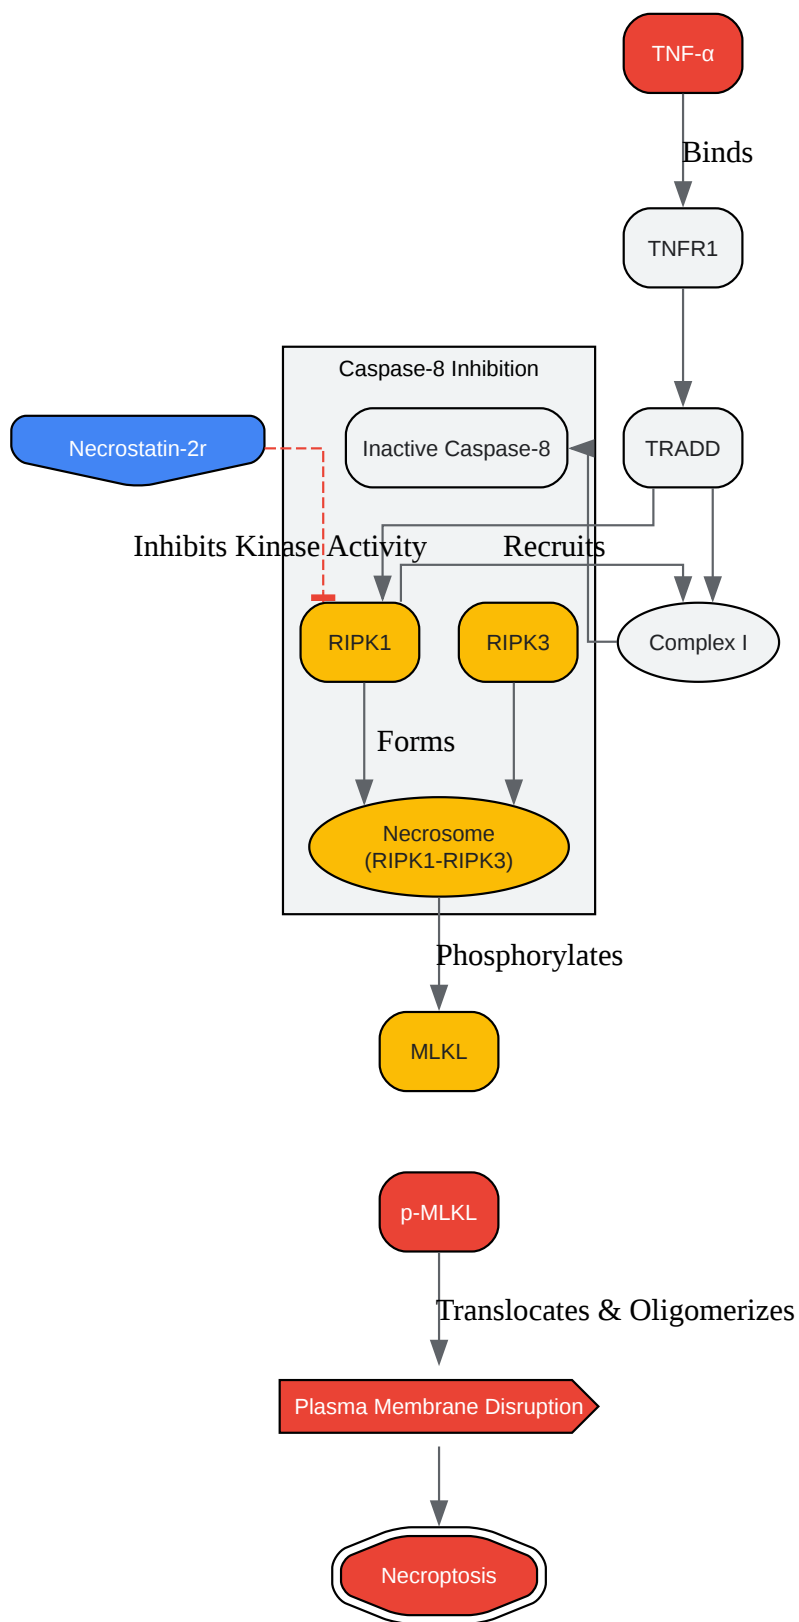 TNF-α
Binds
TNFR1
Caspase-8 Inhibition
Necrostatin-2r
Inactive Caspase-8
TRADD
Inhibits Kinase Activity
Recruits
RIPK1
RIPK3
Complex I
Forms
Necrosome
(RIPK1-RIPK3)
Phosphorylates
MLKL
p-MLKL
Translocates & Oligomerizes
Plasma Membrane Disruption
Necroptosis